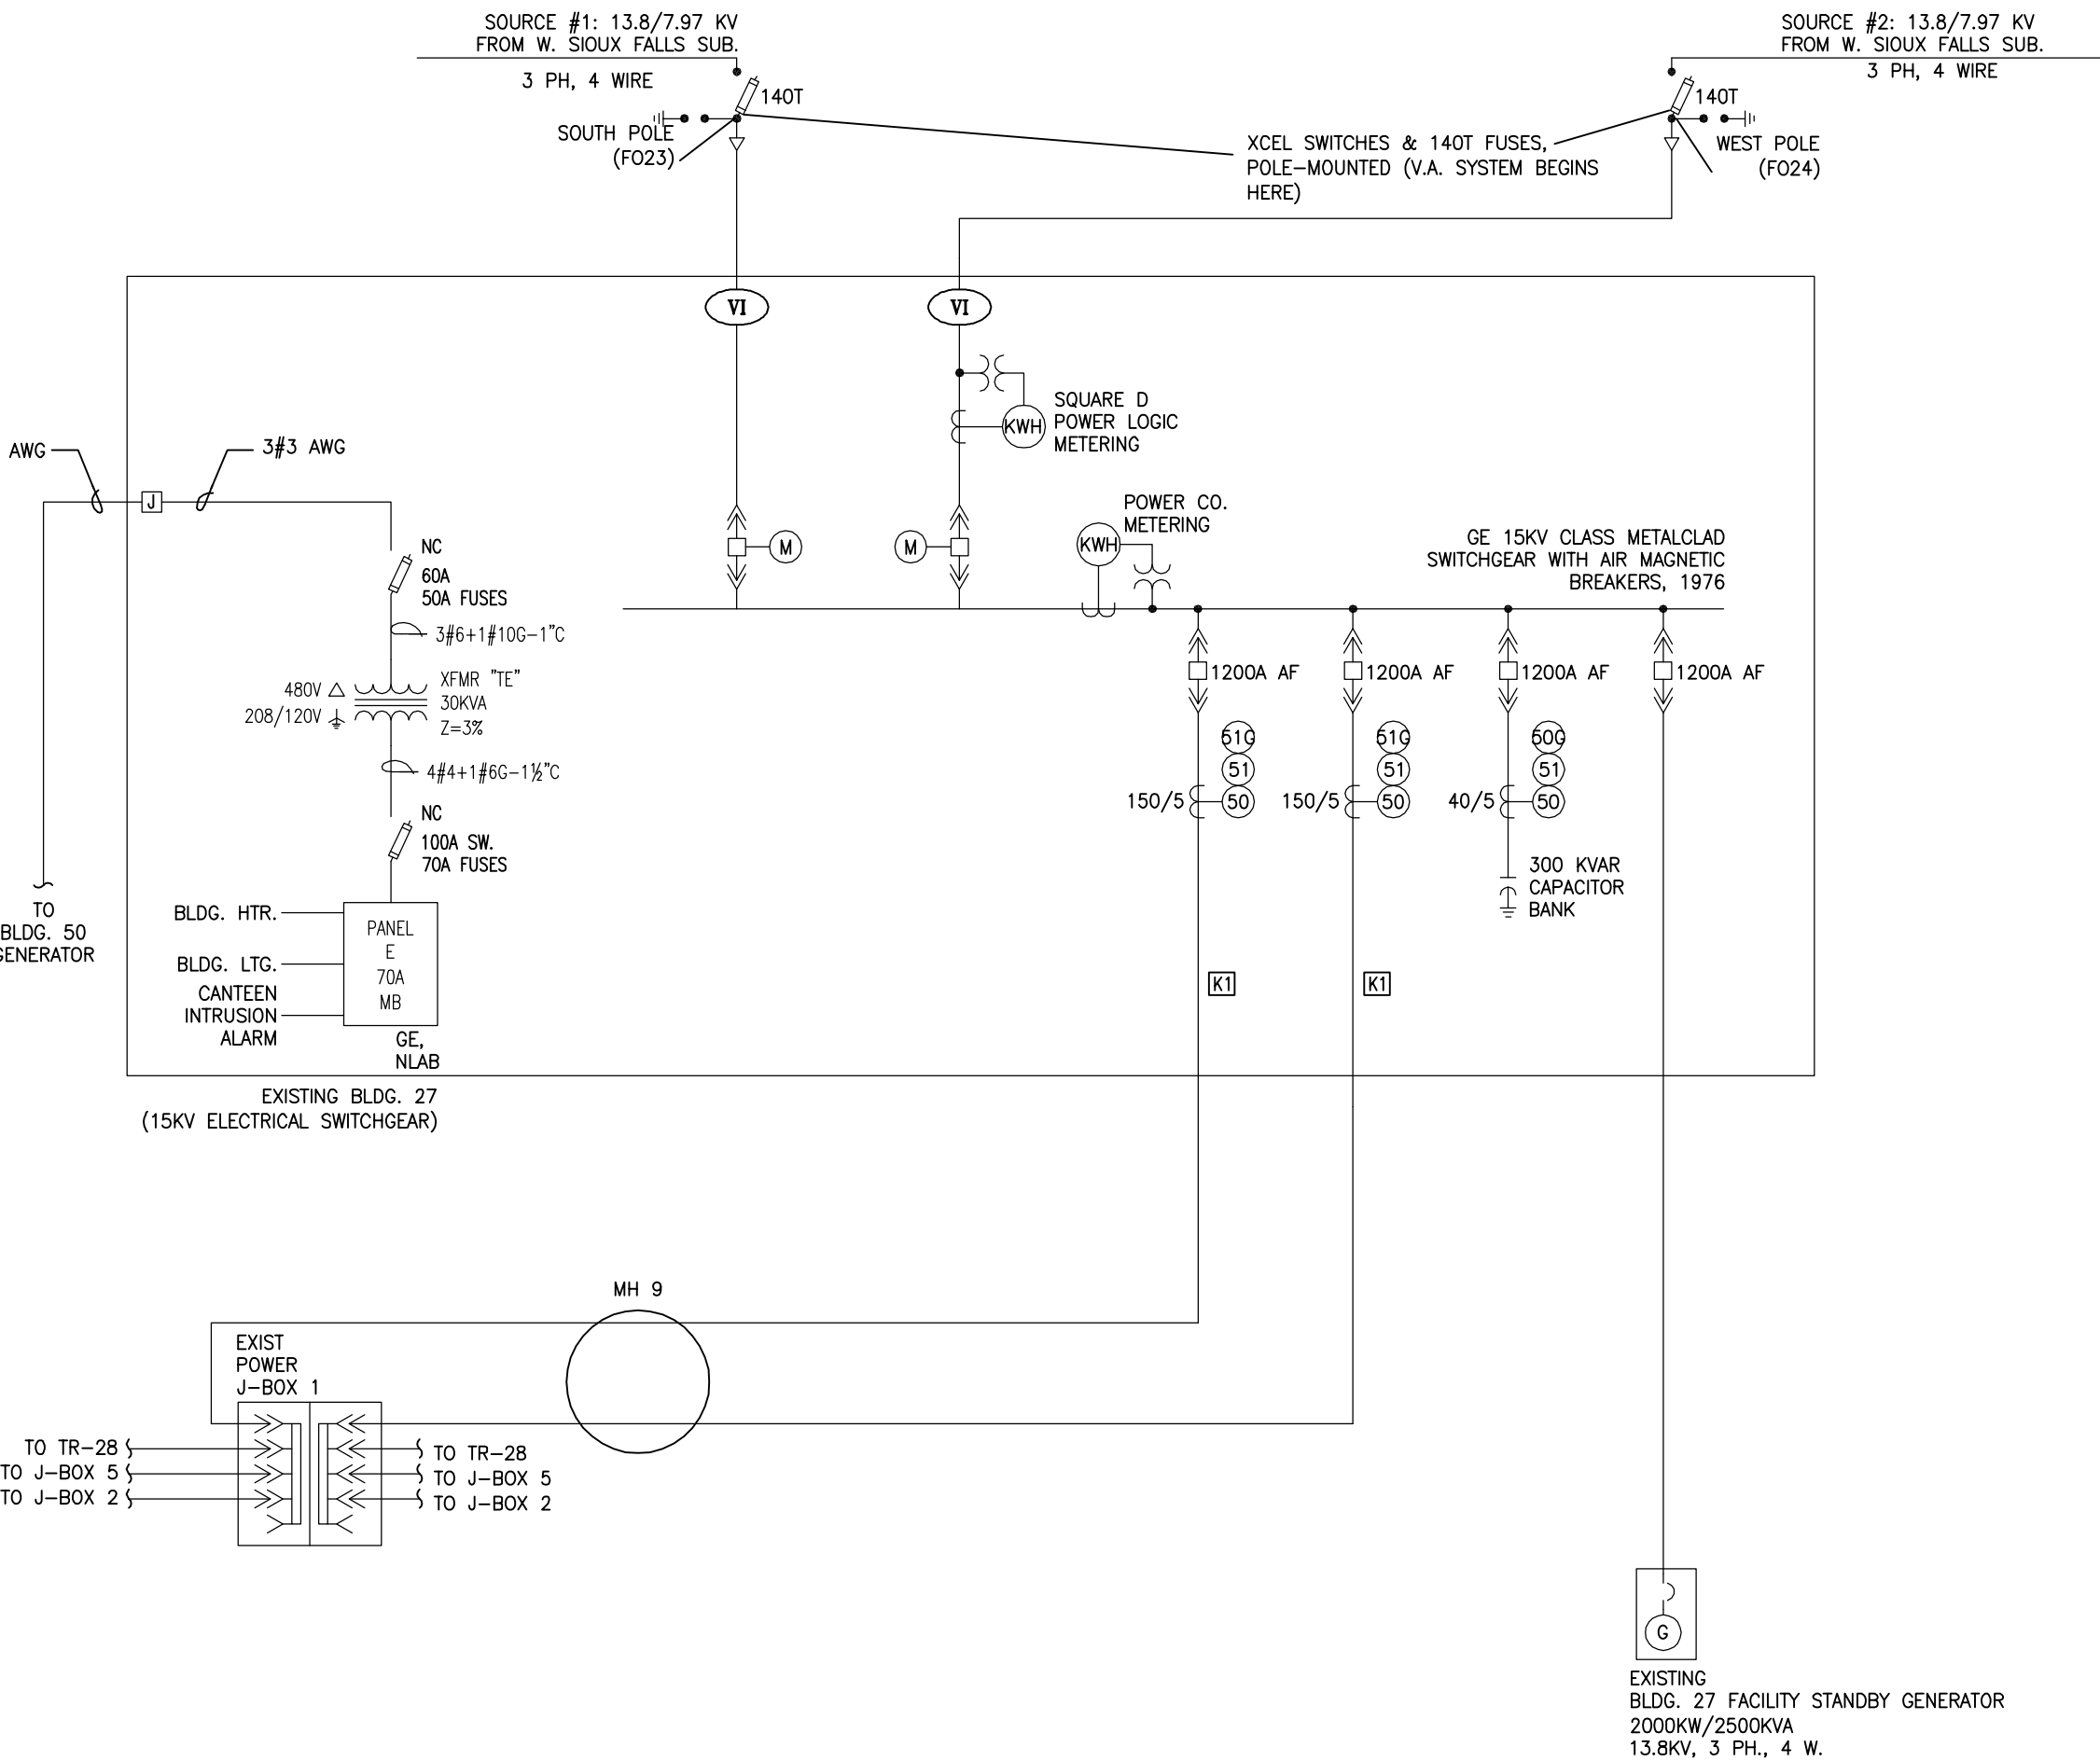 SOURCE #1: 13.8/7.97 KV
FROM W. SIOUX FALLS SUB.
3 PH, 4 WIRE
140T
SOUTH POLE
(FO23)
SOURCE #2: 13.8/7.97 KV
FROM W. SIOUX FALLS SUB.
3 PH, 4 WIRE
140T
WEST POLE
(FO24)
XCEL SWITCHES & 140T FUSES,
POLE-MOUNTED (V.A. SYSTEM BEGINS
HERE)
VI
VI
KWH
SQUARE D
POWER LOGIC
METERING
AWG
3#3 AWG
J
M
M
POWER CO.
METERING
KWH
GE 15KV CLASS METALCLAD
SWITCHGEAR WITH AIR MAGNETIC
BREAKERS, 1976
NC
60A
50A FUSES
3#6+1#10G-1"C
480V
208/120V
XFMR "TE"
30KVA
Z=3%
4#4+1#6G-1½"C
NC
100A SW.
70A FUSES
1200A AF
1200A AF
1200A AF
1200A AF
51G
51
50
150/5
51G
51
50
150/5
50G
51
50
40/5
300 KVAR
CAPACITOR
BANK
TO
BLDG. 50
GENERATOR
BLDG. HTR.
BLDG. LTG.
CANTEEN
INTRUSION
ALARM
PANEL
E
70A
MB
GE,
NLAB
K1
K1
EXISTING BLDG. 27
(15KV ELECTRICAL SWITCHGEAR)
MH 9
EXIST
POWER
J-BOX 1
TO TR-28
TO J-BOX 5
TO J-BOX 2
TO TR-28
TO J-BOX 5
TO J-BOX 2
G
EXISTING
BLDG. 27 FACILITY STANDBY GENERATOR
2000KW/2500KVA
13.8KV, 3 PH., 4 W.